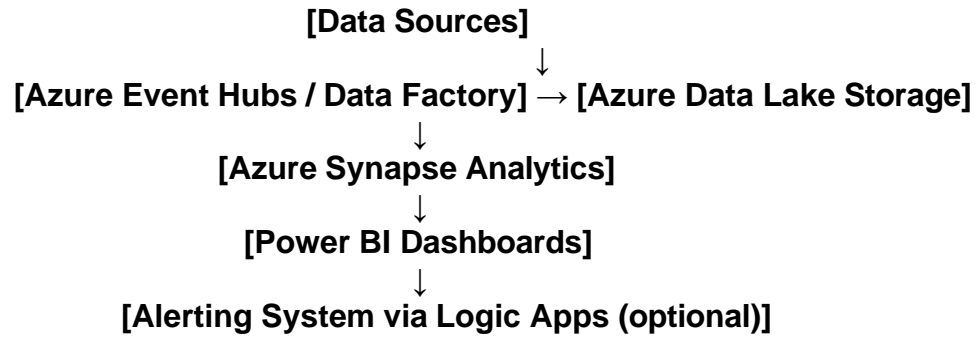 [Data Sources]
↓
[Azure Event Hubs / Data Factory] → [Azure Data Lake Storage]
↓
[Azure Synapse Analytics]
↓
[Power BI Dashboards]
↓
[Alerting System via Logic Apps (optional)]